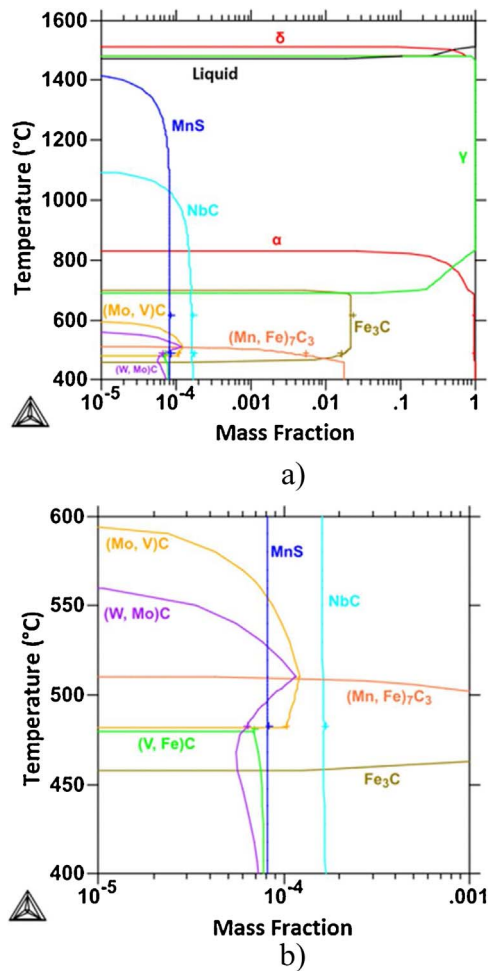 1600
1400
1200
1000
800
600
400
Temperature (°C)
δ
Liquid
MnS
γ
NbC
α
(Mo, V)C
(Mn, Fe)₇C₃
Fe₃C
(W, Mo)C
10⁻⁵ 10⁻⁴ .001 .01 .1 1
Mass Fraction
a)
600
550
500
450
400
Temperature (°C)
(Mo, V)C
MnS
NbC
(W, Mo)C
(Mn, Fe)₇C₃
(V, Fe)C
Fe₃C
10⁻⁵ 10⁻⁴ .001
Mass Fraction
b)